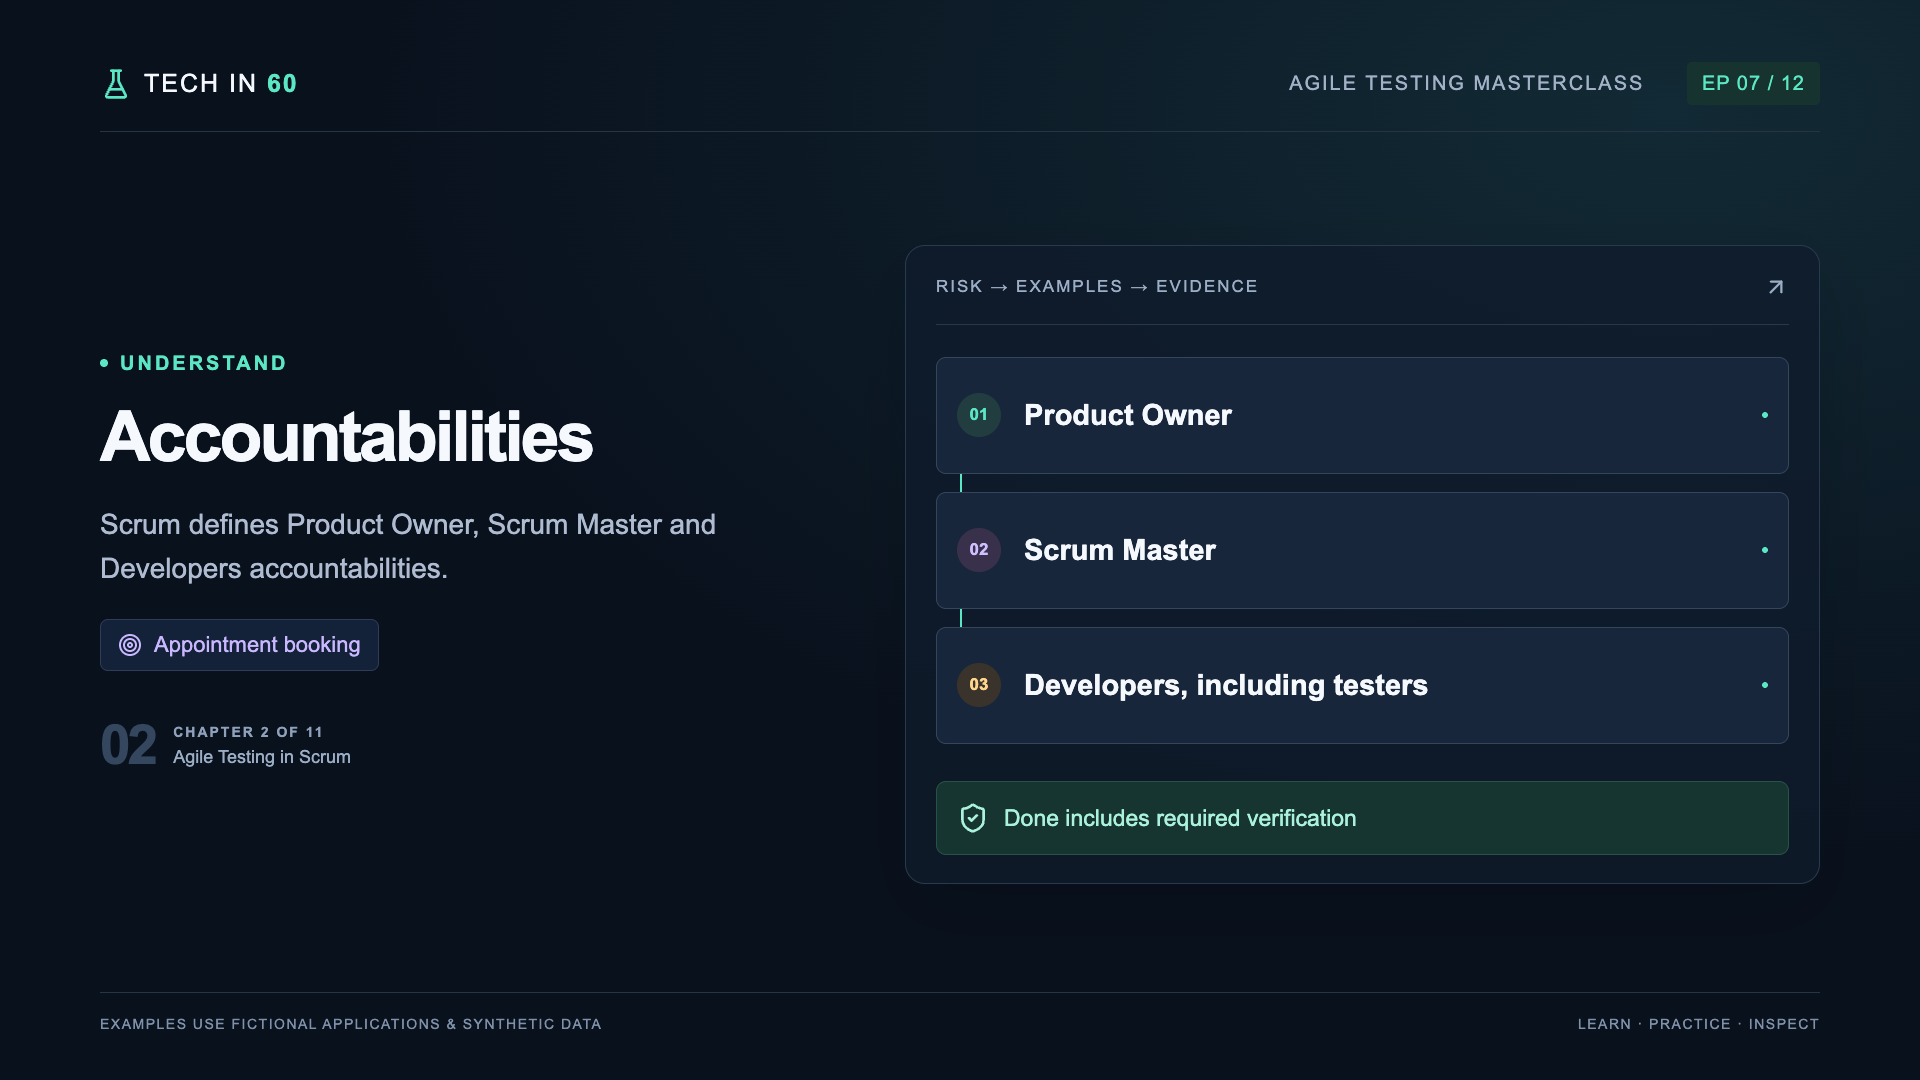 TECH IN 60
AGILE TESTING MASTERCLASS
EP 07 / 12
UNDERSTAND
Accountabilities
Scrum defines Product Owner, Scrum Master and
Developers accountabilities.
Appointment booking
02
CHAPTER 2 OF 11
Agile Testing in Scrum
RISK → EXAMPLES → EVIDENCE
01
Product Owner
02
Scrum Master
03
Developers, including testers
Done includes required verification
EXAMPLES USE FICTIONAL APPLICATIONS & SYNTHETIC DATA
LEARN · PRACTICE · INSPECT